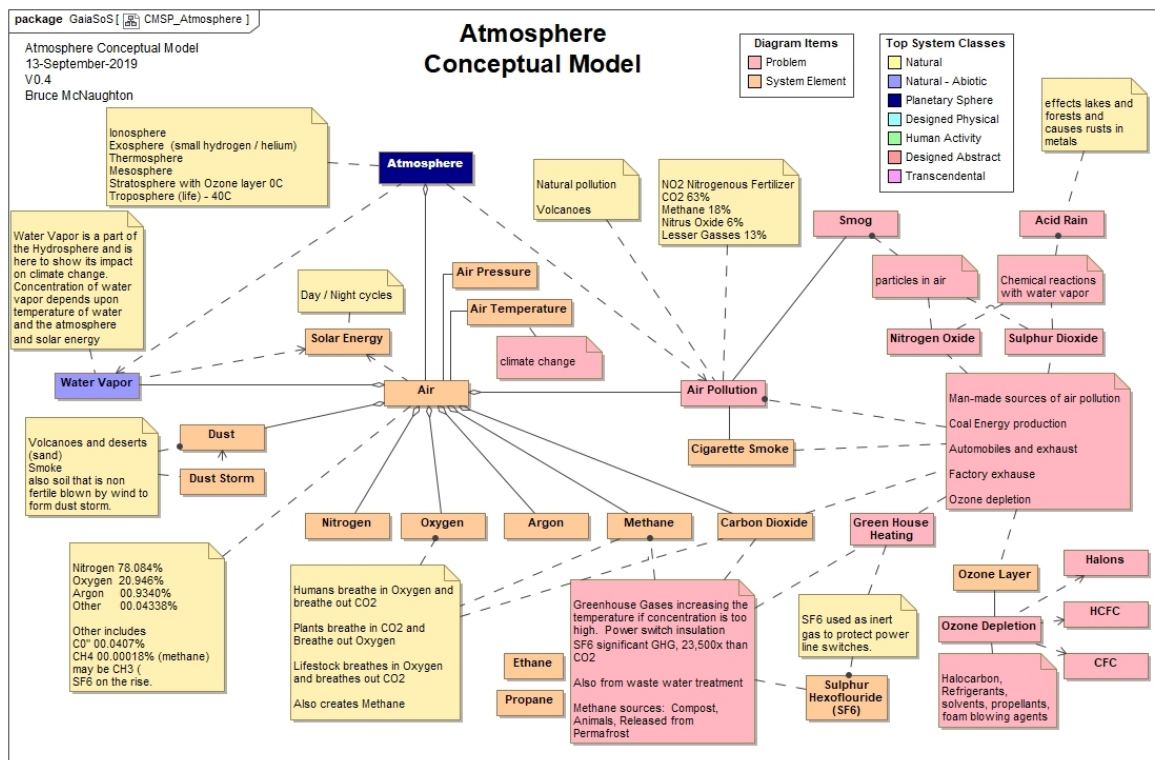 package GaiaSoS [ CMSP_Atmosphere ]
Atmosphere Conceptual Model
13-September-2019
V0.4
Bruce McNaughton
Atmosphere
Conceptual Model
Diagram Items
Problem
System Element
Top System Classes
Natural
Natural - Abiotic
Planetary Sphere
Designed Physical
Human Activity
Designed Abstract
Transcendental
effects lakes and
forests and
causes rusts in
metals
Ionosphere
Exosphere (small hydrogen / helium)
Thermosphere
Mesosphere
Stratosphere with Ozone layer 0C
Troposphere (life) - 40C
Atmosphere
Natural pollution
Volcanoes
NO2 Nitrogenous Fertilizer
CO2 63%
Methane 18%
Nitrus Oxide 6%
Lesser Gasses 13%
Smog
Acid Rain
Water Vapor is a part of
the Hydrosphere and is
here to show its impact
on climate change.
Concentration of water
vapor depends upon
temperature of water
and the atmosphere
and solar energy
Day / Night cycles
Air Pressure
Air Temperature
particles in air
Chemical reactions
with water vapor
Solar Energy
climate change
Nitrogen Oxide
Sulphur Dioxide
Water Vapor
Air
Air Pollution
Man-made sources of air pollution
Coal Energy production
Automobiles and exhaust
Factory exhause
Ozone depletion
Volcanoes and deserts
(sand)
Smoke
also soil that is non
fertile blown by wind to
form dust storm.
Dust
Dust Storm
Cigarette Smoke
Nitrogen
Oxygen
Argon
Methane
Carbon Dioxide
Green House
Heating
Nitrogen 78.084%
Oxygen 20.946%
Argon 00.9340%
Other 00.04338%
Other includes
C0" 00.0407%
CH4 00.00018% (methane)
may be CH3 (
SF6 on the rise.
Humans breathe in Oxygen and
breathe out CO2
Plants breathe in CO2 and
Breathe out Oxygen
Lifestock breathes in Oxygen
and breathes out CO2
Also creates Methane
Ethane
Propane
Greenhouse Gases increasing the
temperature if concentration is too
high. Power switch insulation
SF6 significant GHG, 23,500x than
CO2
Also from waste water treatment
Methane sources: Compost,
Animals, Released from
Permafrost
SF6 used as inert
gas to protect power
line switches.
Sulphur
Hexoflouride
(SF6)
Ozone Layer
Ozone Depletion
Halons
HCFC
CFC
Halocarbon,
Refrigerants,
solvents, propellants,
foam blowing agents